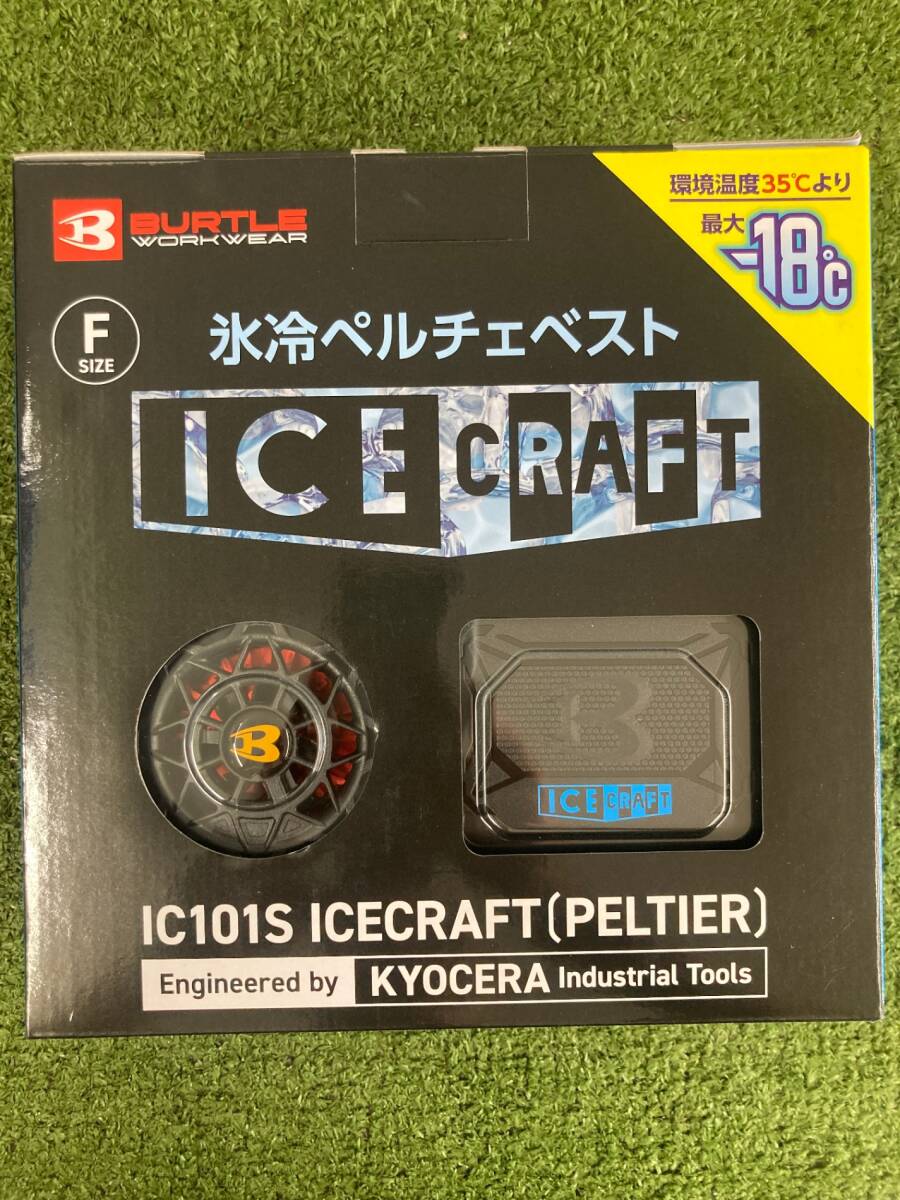 BURTLE
WORKWEAR
環境温度35℃より
最大
-18℃
F
SIZE
氷冷ペルチェベスト
ICE CRAFT
B
B
ICE CRAFT
IC101S ICECRAFT(PELTIER)
Engineered by KYOCERA Industrial Tools